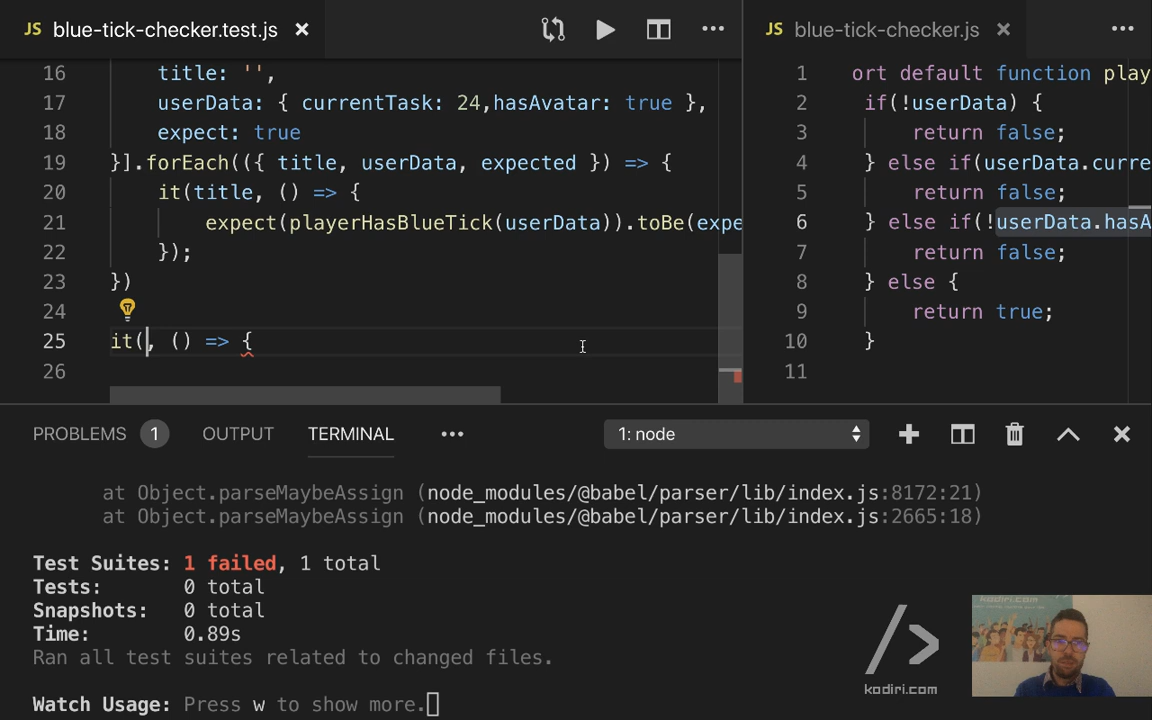 JS blue-tick-checker.test.js
16 title: '',
17 userData: { currentTask: 24,hasAvatar: true },
18 expect: true
19 }].forEach(({ title, userData, expected }) => {
20 it(title, () => {
21 expect(playerHasBlueTick(userData)).toBe(expe
22 });
23 })
24
25 it(, () => {
26
JS blue-tick-checker.js
1 ort default function play
2 if(!userData) {
3 return false;
4 } else if(userData.curre
5 return false;
6 } else if(!userData.hasA
7 return false;
8 } else {
9 return true;
10 }
11
PROBLEMS 1 OUTPUT TERMINAL 1: node
at Object.parseMaybeAssign (node_modules/@babel/parser/lib/index.js:8172:21)
at Object.parseMaybeAssign (node_modules/@babel/parser/lib/index.js:2665:18)
Test Suites: 1 failed, 1 total
Tests: 0 total
Snapshots: 0 total
Time: 0.89s
Ran all test suites related to changed files.
Watch Usage: Press w to show more.
kodiri.com
kodiri.com